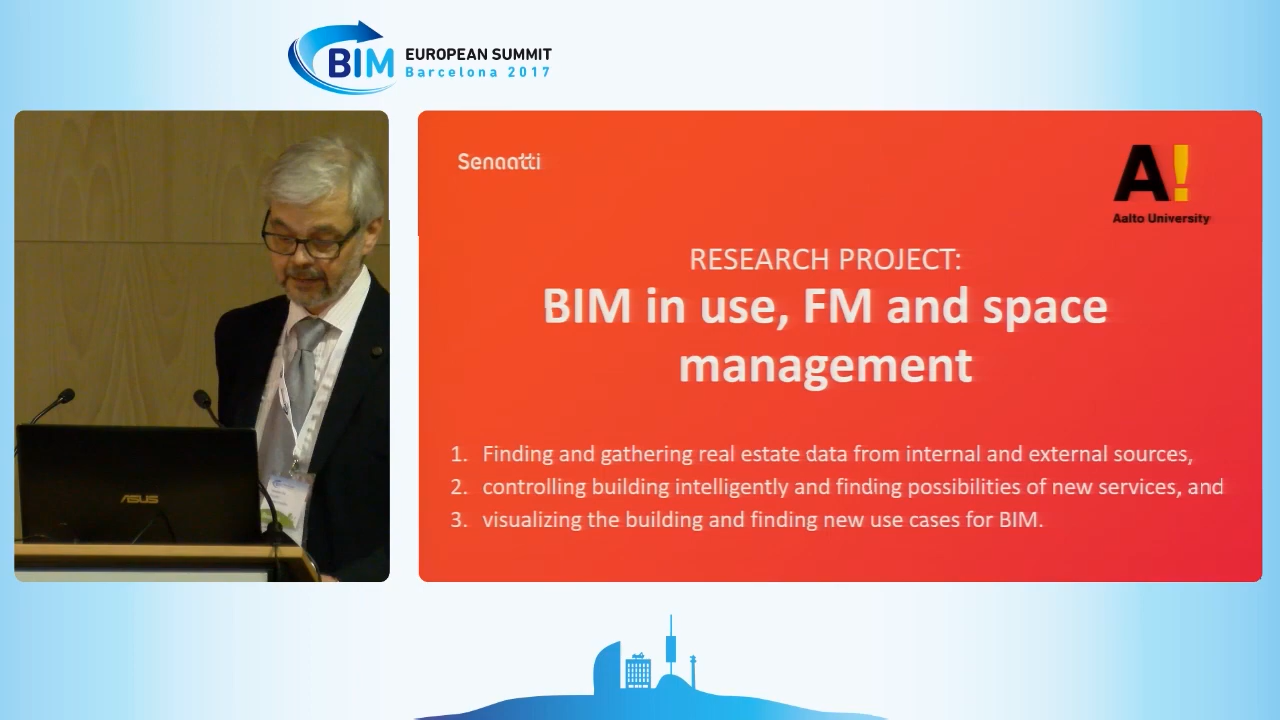 BIM EUROPEAN SUMMIT
Barcelona 2017
Senaatti
A!
Aalto University
RESEARCH PROJECT:
BIM in use, FM and space
management
1. Finding and gathering real estate data from internal and external sources,
2. controlling building intelligently and finding possibilities of new services, and
3. visualizing the building and finding new use cases for BIM.
ASUS